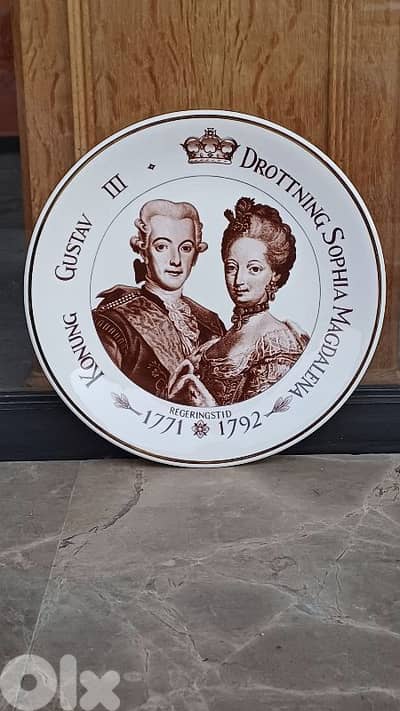 KONUNG GUSTAV III
DROTTNING SOPHIA MAGDALENA
REGERINGSTID
1771 1792
OLX